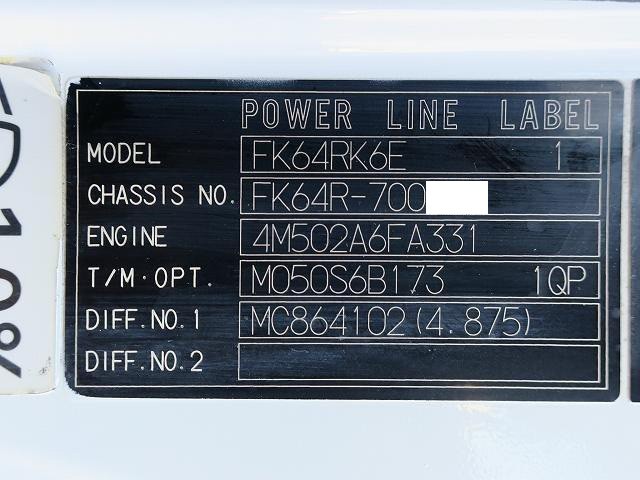 POWER LINE LABEL
MODEL FK64RK6E 1
CHASSIS NO. FK64R-700
ENGINE 4M502A6FA331
T/M·OPT. M050S6B173 1QP
DIFF.NO.1 MC864102(4.875)
DIFF.NO.2